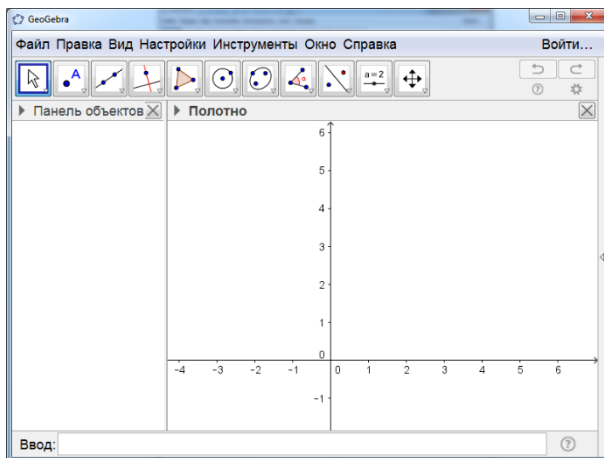 GeoGebra
Файл Правка Вид Настройки Инструменты Окно Справка Войти...
A α a=2
Панель объектов Полотно
6
5
4
3
2
1
0
-4 -3 -2 -1 0 1 2 3 4 5 6
-1
Ввод: